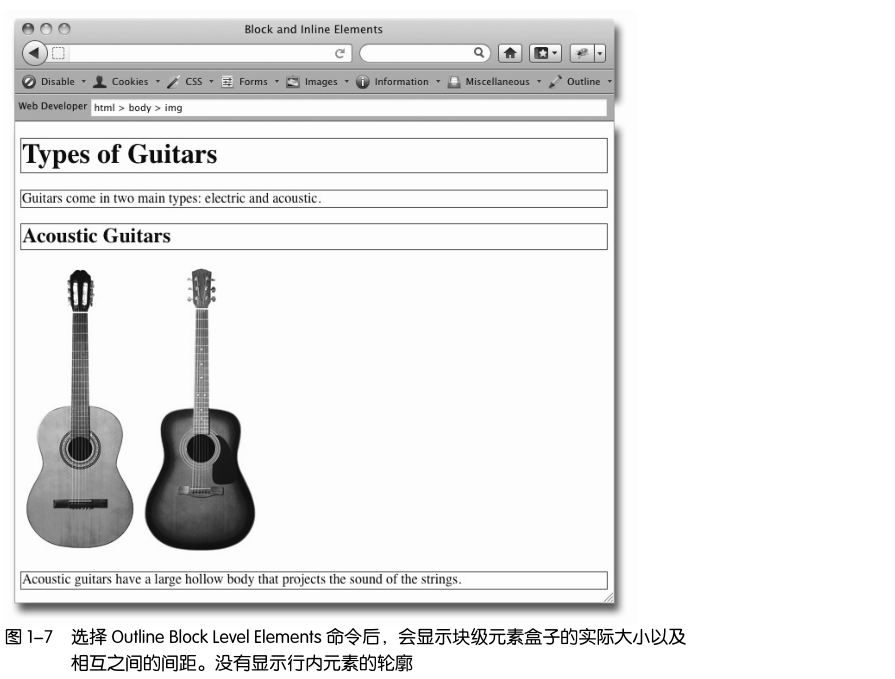 Block and Inline Elements
Disable Cookies CSS Forms Images Information Miscellaneous Outline
Web Developer html > body > img
Types of Guitars
Guitars come in two main types: electric and acoustic.
Acoustic Guitars
Acoustic guitars have a large hollow body that projects the sound of the strings.
图 1-7 选择 Outline Block Level Elements 命令后，会显示块级元素盒子的实际大小以及
相互之间的间距。没有显示行内元素的轮廓